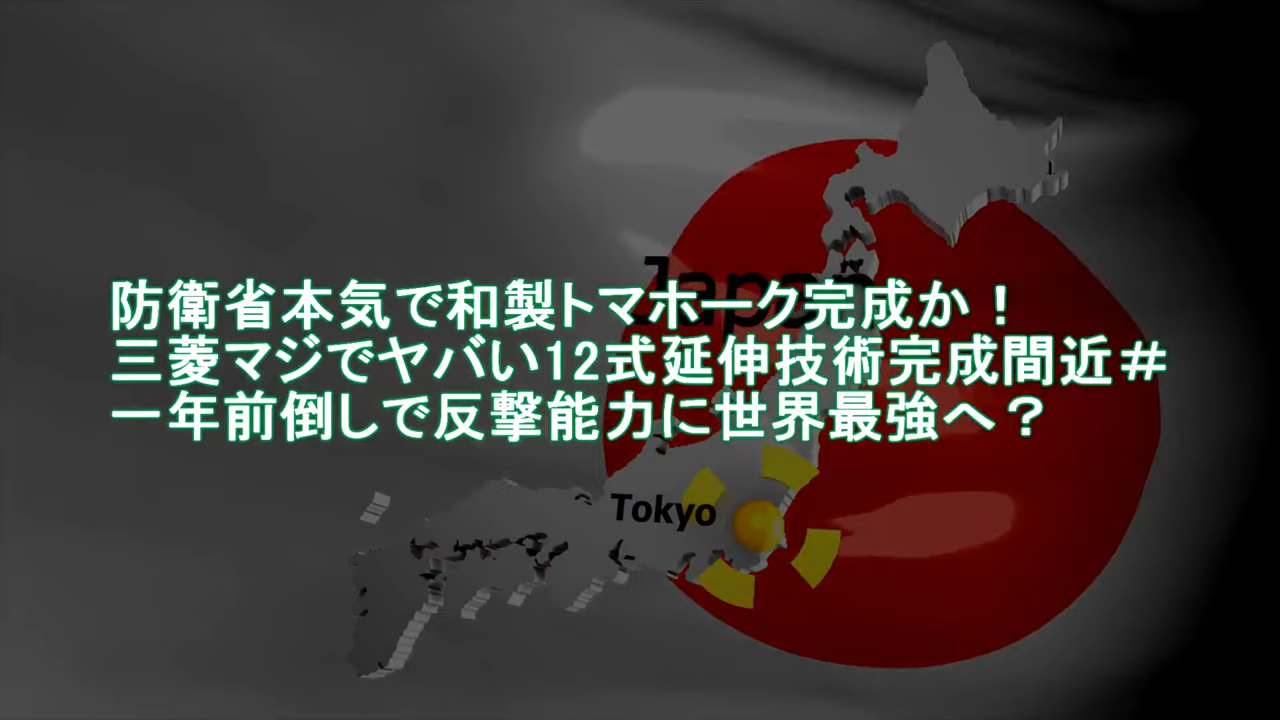 防衛省本気で和製トマホーク完成か！
三菱マジでヤバい12式延伸技術完成間近＃
一年前倒しで反撃能力に世界最強へ？
Japan
Tokyo